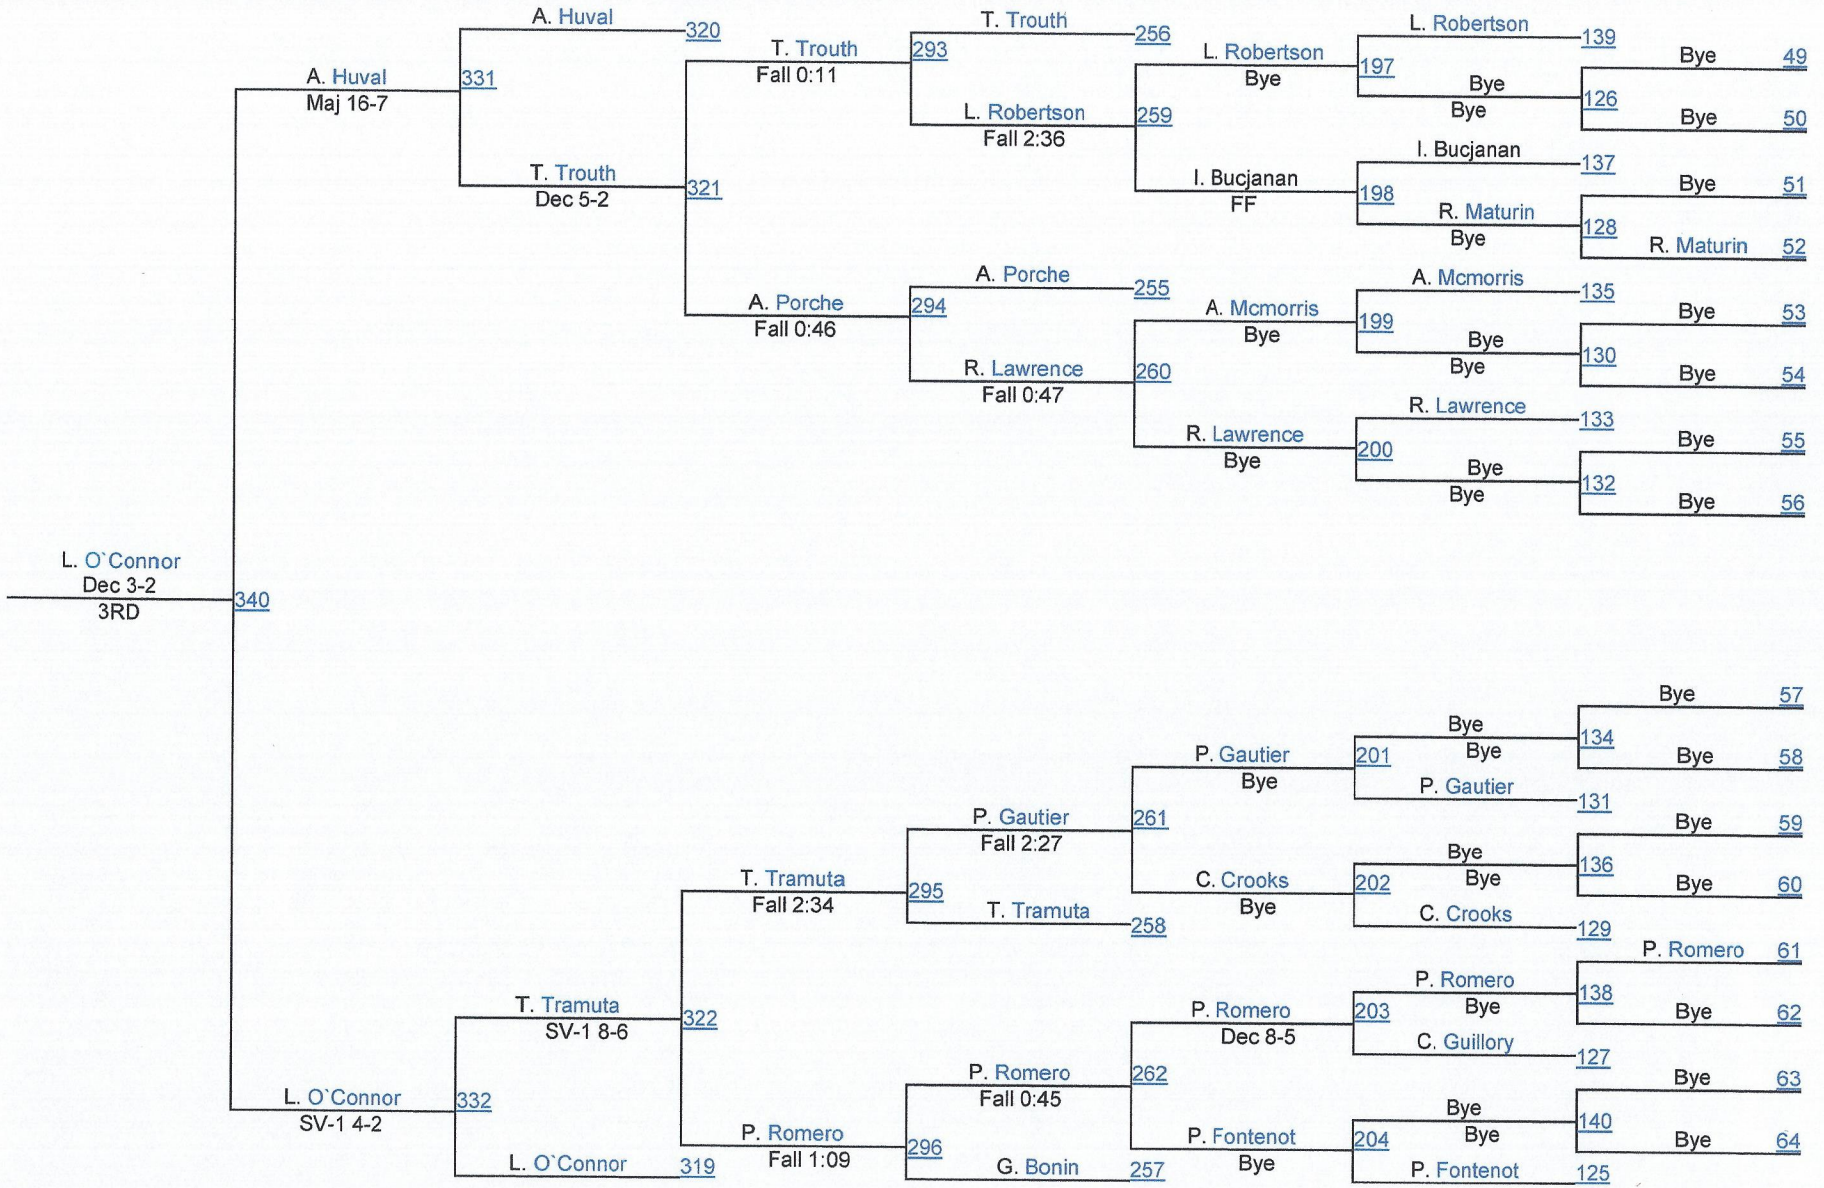 A. Huval
320
T. Trouth
256
L. Robertson
139
Bye 49
T. Trouth
293
Fall 0:11
L. Robertson
197
Bye
Bye
126
Bye
Bye 50
A. Huval
331
Maj 16-7
L. Robertson
259
Fall 2:36
I. Bucjanan
137
Bye 51
T. Trouth
321
Dec 5-2
I. Bucjanan
198
FF
R. Maturin
128
Bye
R. Maturin 52
A. Porche
255
A. Mcmorris
135
Bye 53
A. Porche
294
Fall 0:46
A. Mcmorris
199
Bye
Bye
130
Bye
Bye 54
R. Lawrence
260
Fall 0:47
R. Lawrence
133
Bye 55
R. Lawrence
200
Bye
Bye
132
Bye
Bye 56
L. O`Connor
Dec 3-2
340
3RD
Bye 57
Bye
134
Bye
Bye 58
P. Gautier
201
Bye
P. Gautier
131
P. Gautier
261
Fall 2:27
Bye 59
Bye
136
Bye
Bye 60
T. Tramuta
295
Fall 2:34
C. Crooks
202
Bye
T. Tramuta
258
C. Crooks
129
P. Romero 61
P. Romero
138
Bye
Bye 62
T. Tramuta
322
SV-1 8-6
P. Romero
203
Dec 8-5
C. Guillory
127
P. Romero
262
Fall 0:45
Bye 63
L. O`Connor
332
SV-1 4-2
Bye
140
Bye
Bye 64
P. Romero
296
Fall 1:09
P. Fontenot
204
Bye
L. O`Connor
319
G. Bonin
257
P. Fontenot
125